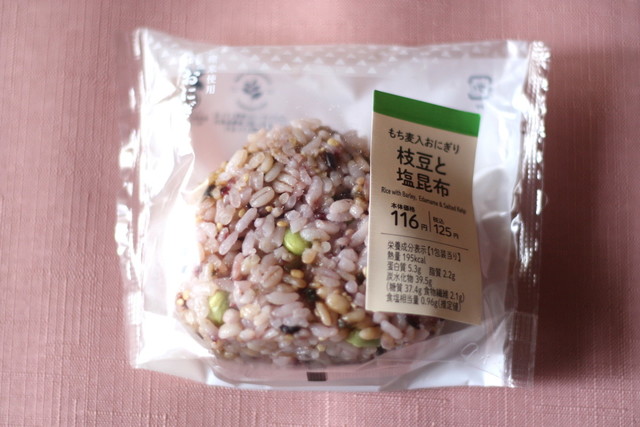 もち麦入おにぎり
枝豆と
塩昆布
Rice with Barley, Edamame & Salted Kelp
本体価格 116円 税込 125円
栄養成分表示【1包装当り】
熱量 195kcal
蛋白質 5.3g 脂質 2.2g
炭水化物 39.5g
(糖質 37.4g 食物繊維 2.1g)
食塩相当量 0.96g(推定値)